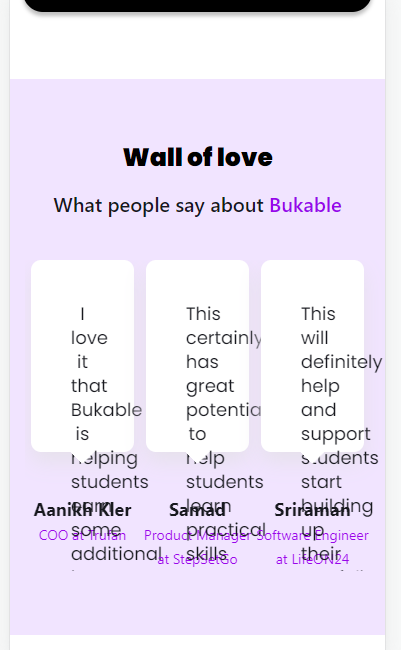 Wall of love
What people say about Bukable
I
love
it
that
Bukable
is
helping
students
earn
some
additional
Aanikh Kler
COO at Trufan
This
certainly
has
great
potential
to
help
students
learn
practical
skills
Samad
Product Manager
at StepSetGo
This
will
definitely
help
and
support
students
start
building
up
their
Sriraman
Software Engineer
at LifeON24